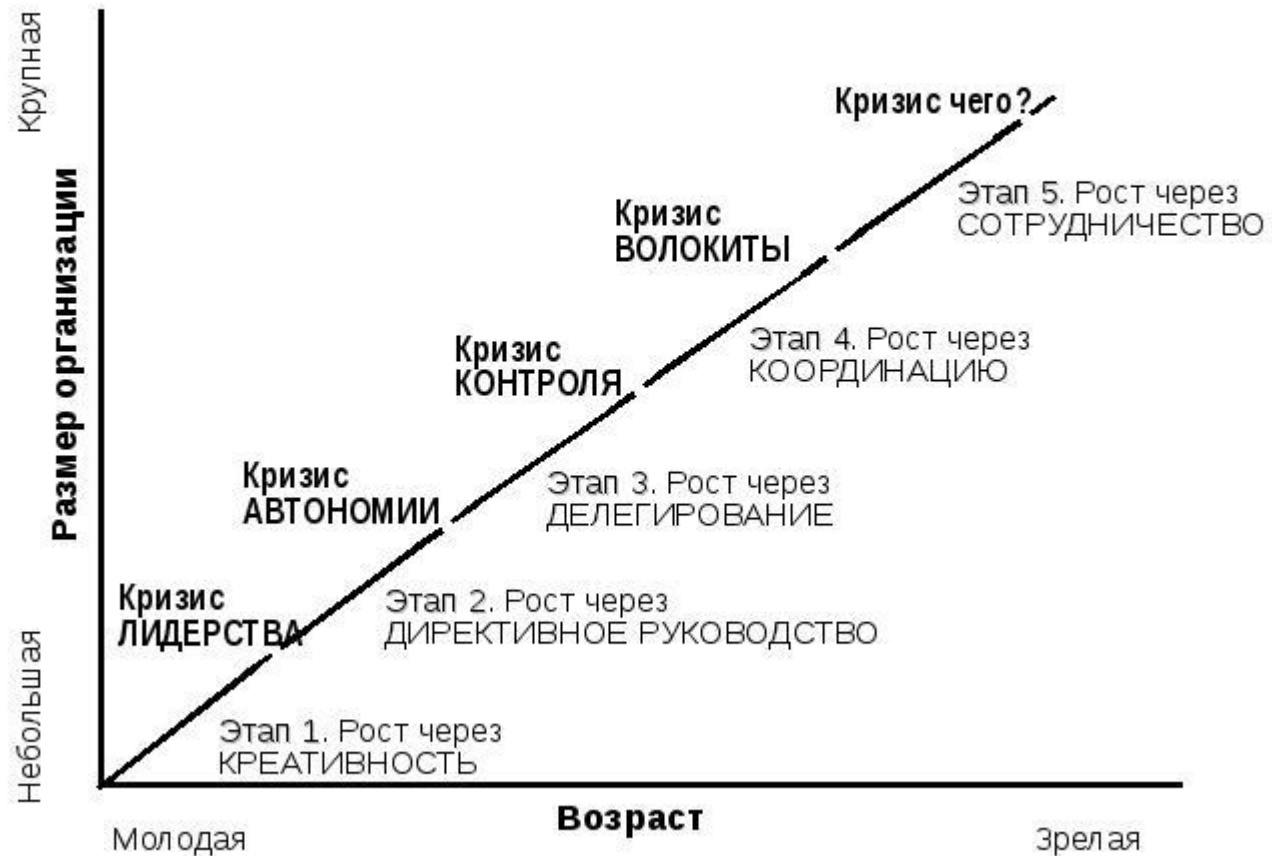 Крупная
Кризис чего?
Этап 5. Рост через
СОТРУДНИЧЕСТВО
Кризис
ВОЛОКИТЫ
Этап 4. Рост через
КООРДИНАЦИЮ
Кризис
КОНТРОЛЯ
Размер организации
Этап 3. Рост через
ДЕЛЕГИРОВАНИЕ
Кризис
АВТОНОМИИ
Этап 2. Рост через
ДИРЕКТИВНОЕ РУКОВОДСТВО
Кризис
ЛИДЕРСТВА
Этап 1. Рост через
КРЕАТИВНОСТЬ
Небольшая
Возраст
Молодая
Зрелая